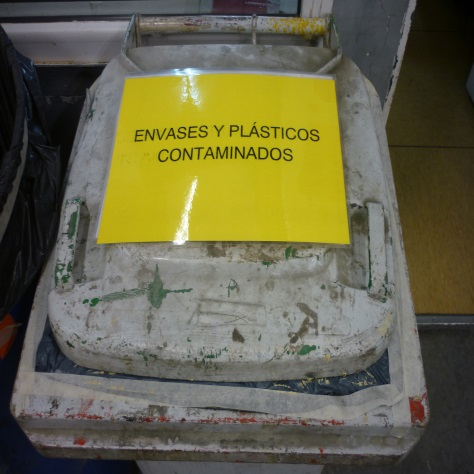 ENVASES Y PLÁSTICOS
CONTAMINADOS